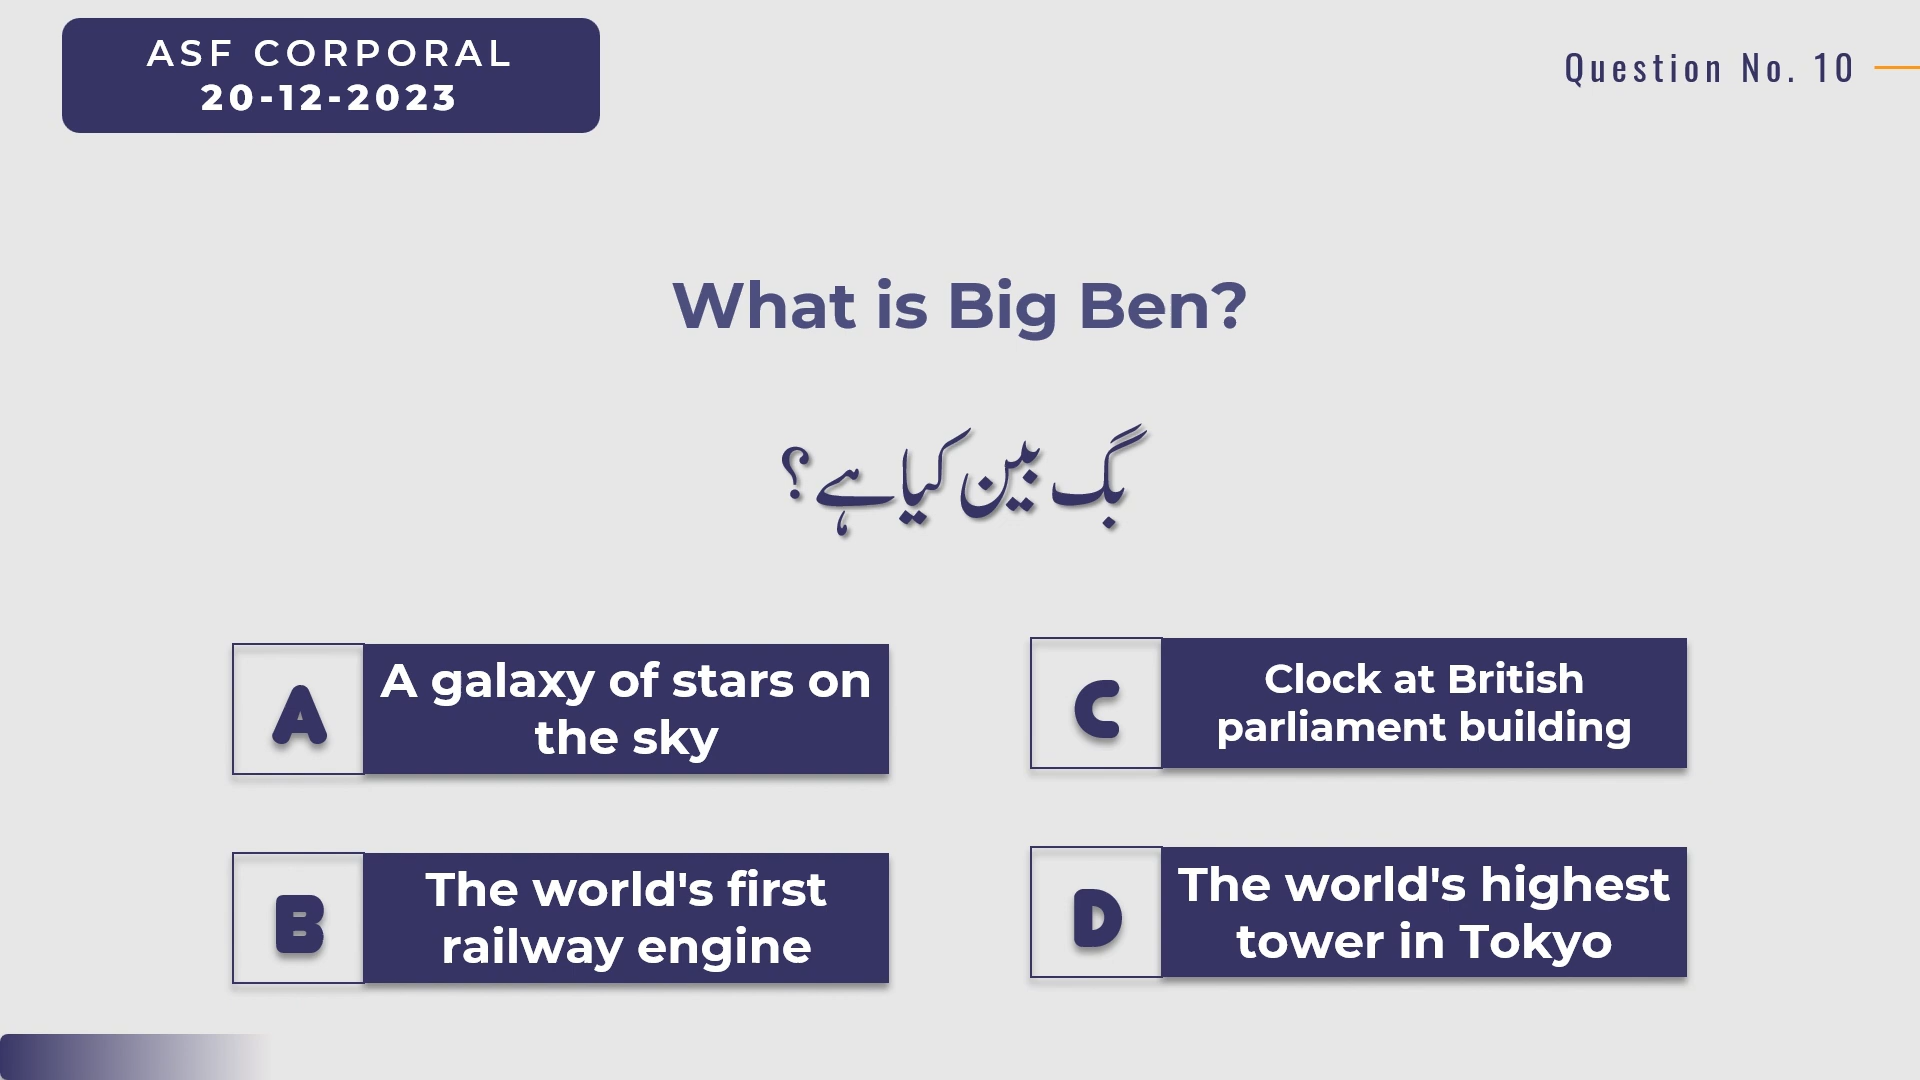 ASF CORPORAL
20-12-2023
Question No. 10
What is Big Ben?
بگ بین کیا ہے؟
A
A galaxy of stars on
the sky
B
The world's first
railway engine
C
Clock at British
parliament building
D
The world's highest
tower in Tokyo